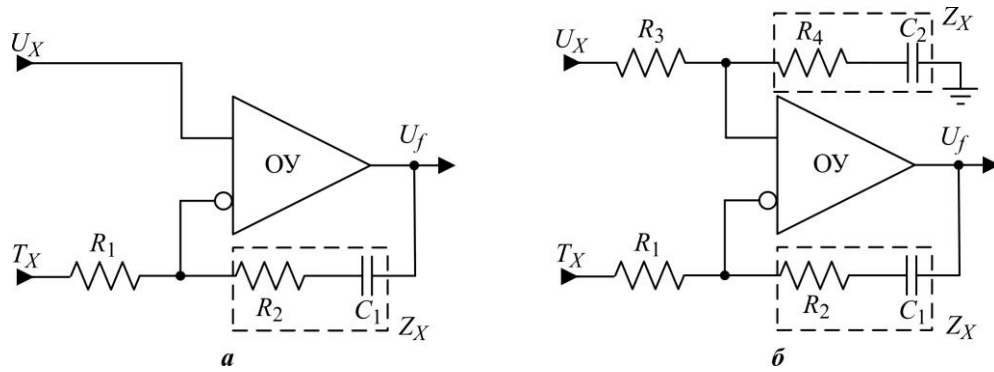 U_X
ОУ
U_f
T_X
R_1
R_2
C_1
Z_X
а
U_X
R_3
R_4
C_2
Z_X
ОУ
U_f
T_X
R_1
R_2
C_1
Z_X
б